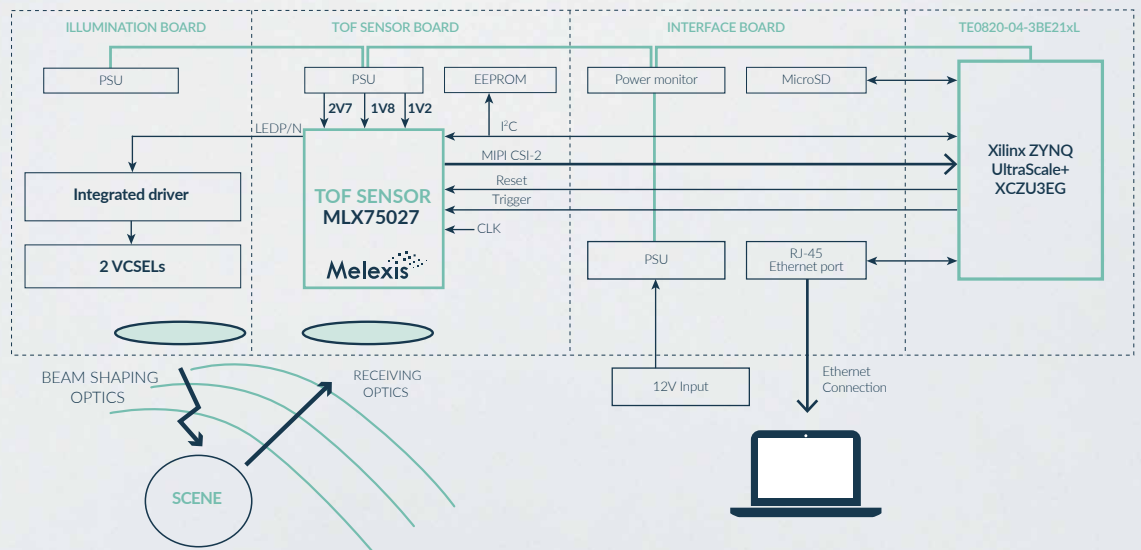 ILLUMINATION BOARD
TOF SENSOR BOARD
INTERFACE BOARD
TE0820-04-3BE21xL
PSU
PSU
EEPROM
Power monitor
MicroSD
2V7
1V8
1V2
LEDP/N
I²C
MIPI CSI-2
Reset
Trigger
CLK
Integrated driver
2 VCSELs
TOF SENSOR
MLX75027
Melexis
Xilinx ZYNQ
UltraScale+
XCZU3EG
PSU
RJ-45
Ethernet port
BEAM SHAPING
OPTICS
RECEIVING
OPTICS
12V Input
Ethernet
Connection
SCENE